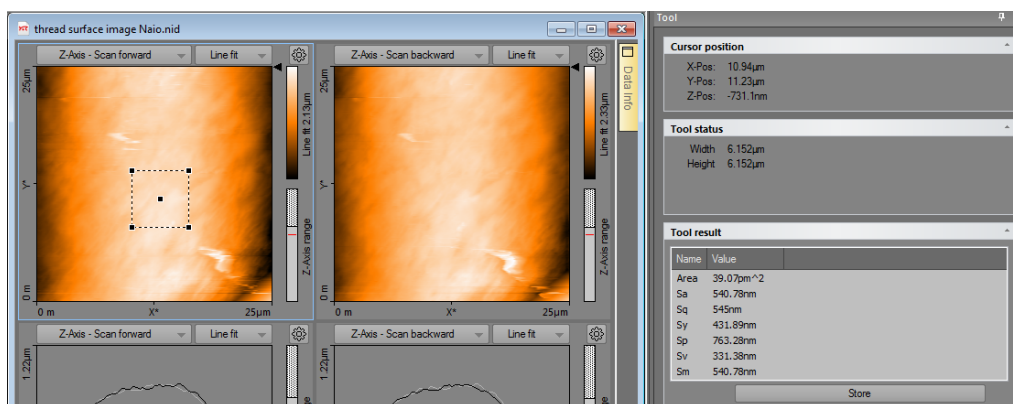 thread surface image Naio.nid
Z-Axis - Scan forward
Line fit
25µm
Y*
0 m
0 m
X*
25µm
Line fit 2.13µm
Z-Axis range
Z-Axis - Scan backward
Line fit
25µm
Y*
0 m
0 m
X*
25µm
Line fit 2.33µm
Z-Axis range
Data Info
Z-Axis - Scan forward
Line fit
1.22µm
Z-Axis - Scan backward
Line fit
1.22µm
Tool
Cursor position
X-Pos: 10.94µm
Y-Pos: 11.23µm
Z-Pos: -731.1nm
Tool status
Width 6.152µm
Height 6.152µm
Tool result
Name Value
Area 39.07pm^2
Sa 540.78nm
Sq 545nm
Sy 431.89nm
Sp 763.28nm
Sv 331.38nm
Sm 540.78nm
Store